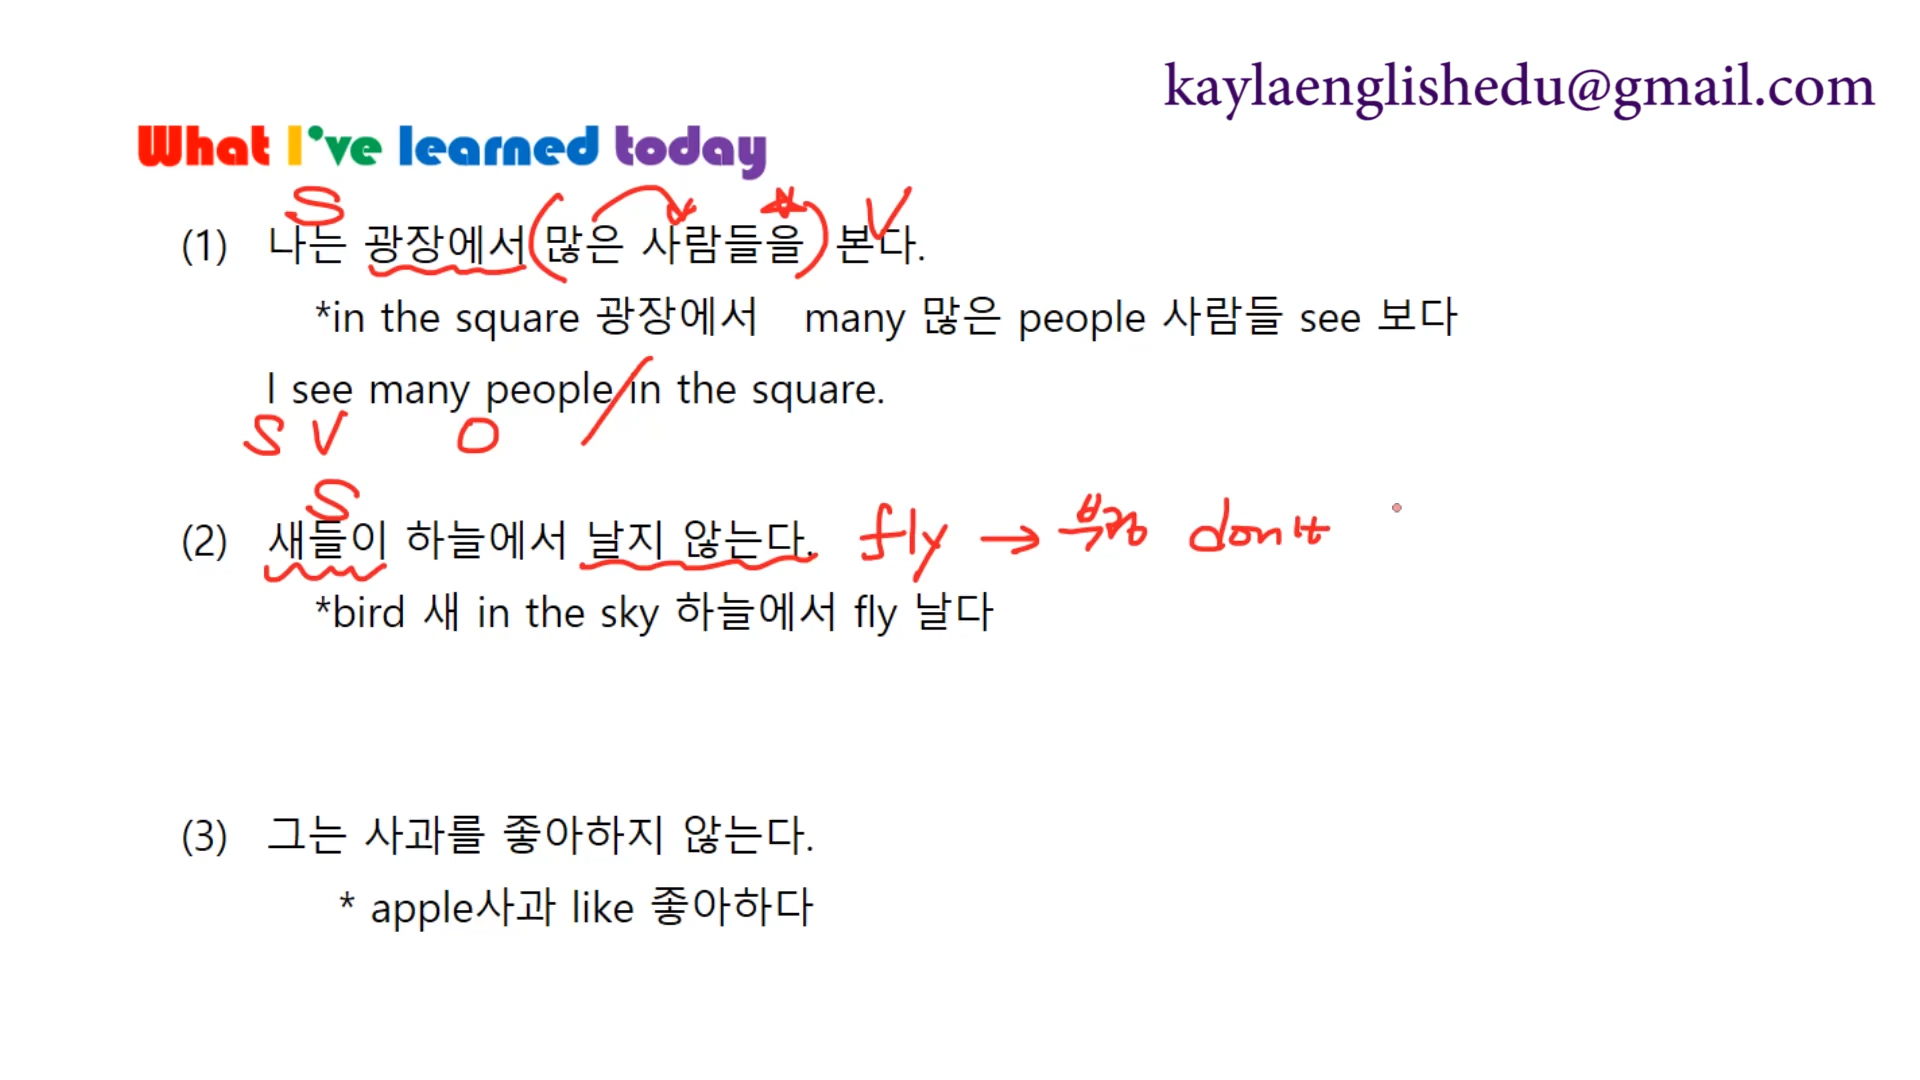 kaylaenglishedu@gmail.com
What I've learned today
S V
(1) 나는 광장에서 (많은 사람들을) 본다.
*in the square 광장에서 many 많은 people 사람들 see 보다
I see many people / in the square.
S V O
S
(2) 새들이 하늘에서 날지 않는다. fly → 부정 don't
*bird 새 in the sky 하늘에서 fly 날다
(3) 그는 사과를 좋아하지 않는다.
* apple사과 like 좋아하다